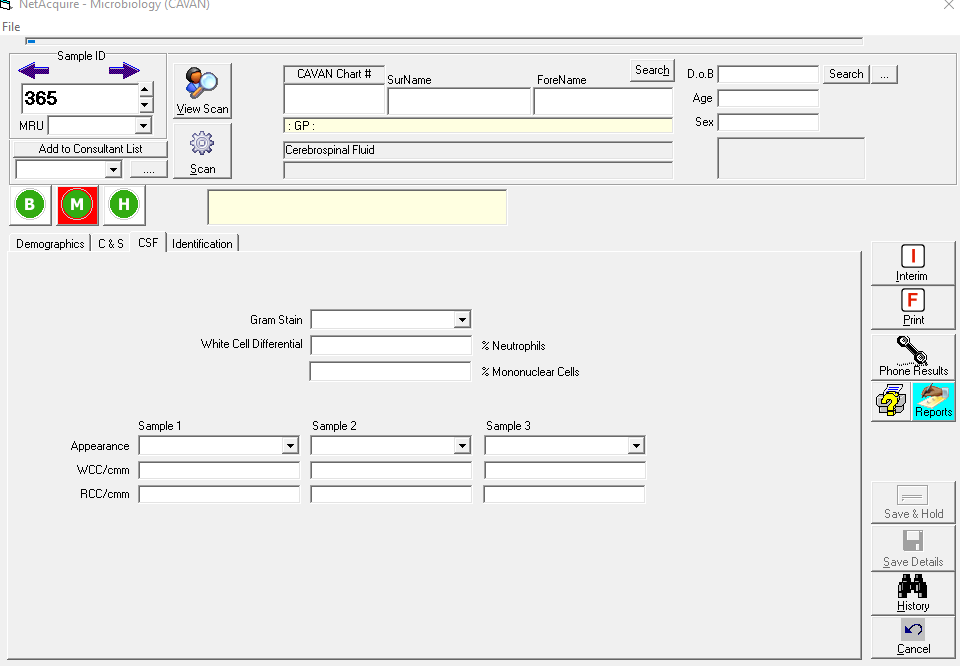 NetAcquire - Microbiology (CAVAN)
File
Sample ID
365
MRU
Add to Consultant List
....
View Scan
Scan
CAVAN Chart #
SurName
ForeName
Search
: GP :
Cerebrospinal Fluid
D.o.B
Search
...
Age
Sex
B
M
H
Demographics
C & S
CSF
Identification
Gram Stain
White Cell Differential
% Neutrophils
% Mononuclear Cells
Sample 1
Sample 2
Sample 3
Appearance
WCC/cmm
RCC/cmm
I
Interim
F
Print
Phone Results
?
Reports
Save & Hold
Save Details
History
Cancel